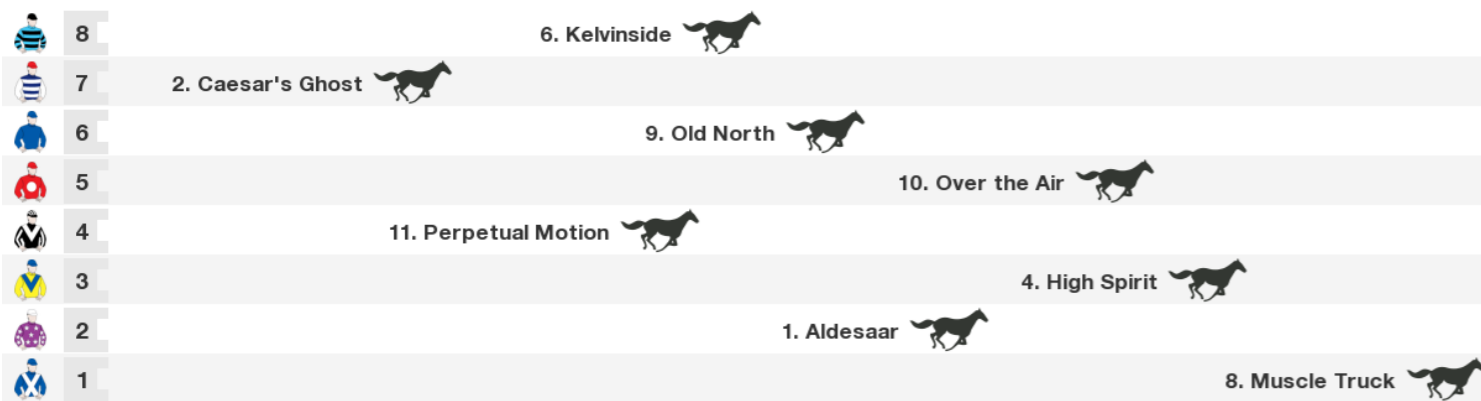 8 6. Kelvinside
7 2. Caesar's Ghost
6 9. Old North
5 10. Over the Air
4 11. Perpetual Motion
3 4. High Spirit
2 1. Aldesaar
1 8. Muscle Truck